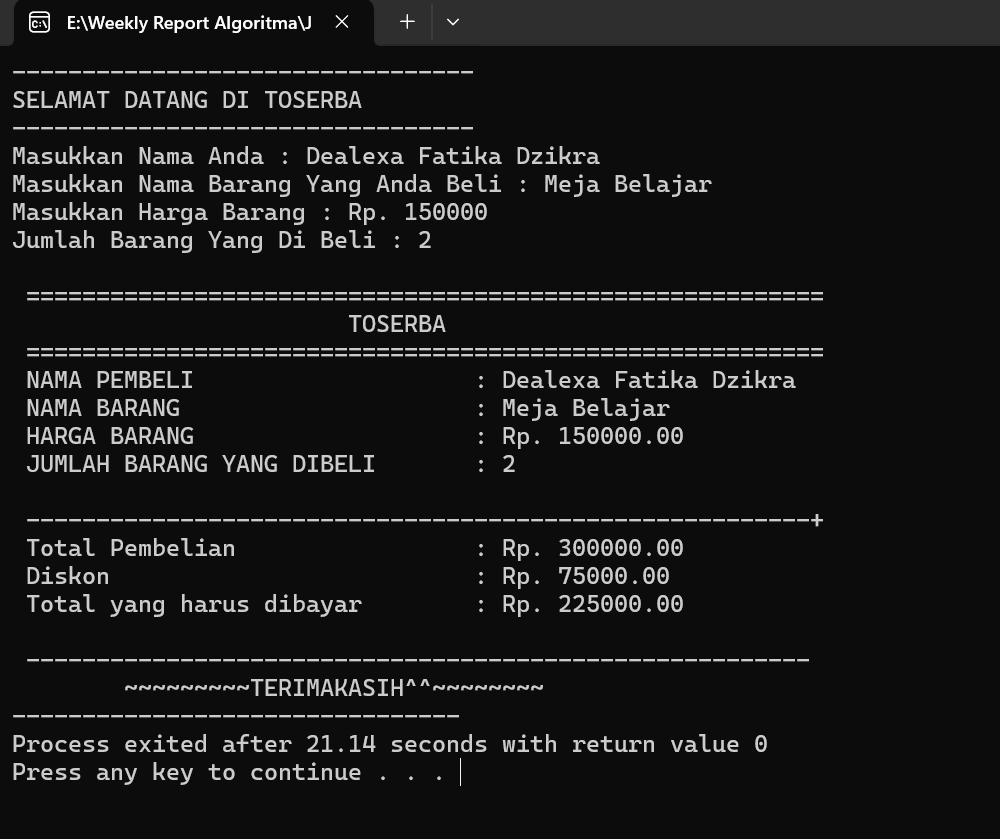 E:\Weekly Report Algoritma\J
---------------------------------
SELAMAT DATANG DI TOSERBA
---------------------------------
Masukkan Nama Anda : Dealexa Fatika Dzikra
Masukkan Nama Barang Yang Anda Beli : Meja Belajar
Masukkan Harga Barang : Rp. 150000
Jumlah Barang Yang Di Beli : 2
=========================================================
TOSERBA
=========================================================
NAMA PEMBELI : Dealexa Fatika Dzikra
NAMA BARANG : Meja Belajar
HARGA BARANG : Rp. 150000.00
JUMLAH BARANG YANG DIBELI : 2
--------------------------------------------------------+
Total Pembelian : Rp. 300000.00
Diskon : Rp. 75000.00
Total yang harus dibayar : Rp. 225000.00
--------------------------------------------------------
~~~~~~~~~TERIMAKASIH^^~~~~~~~~
--------------------------------
Process exited after 21.14 seconds with return value 0
Press any key to continue . . .